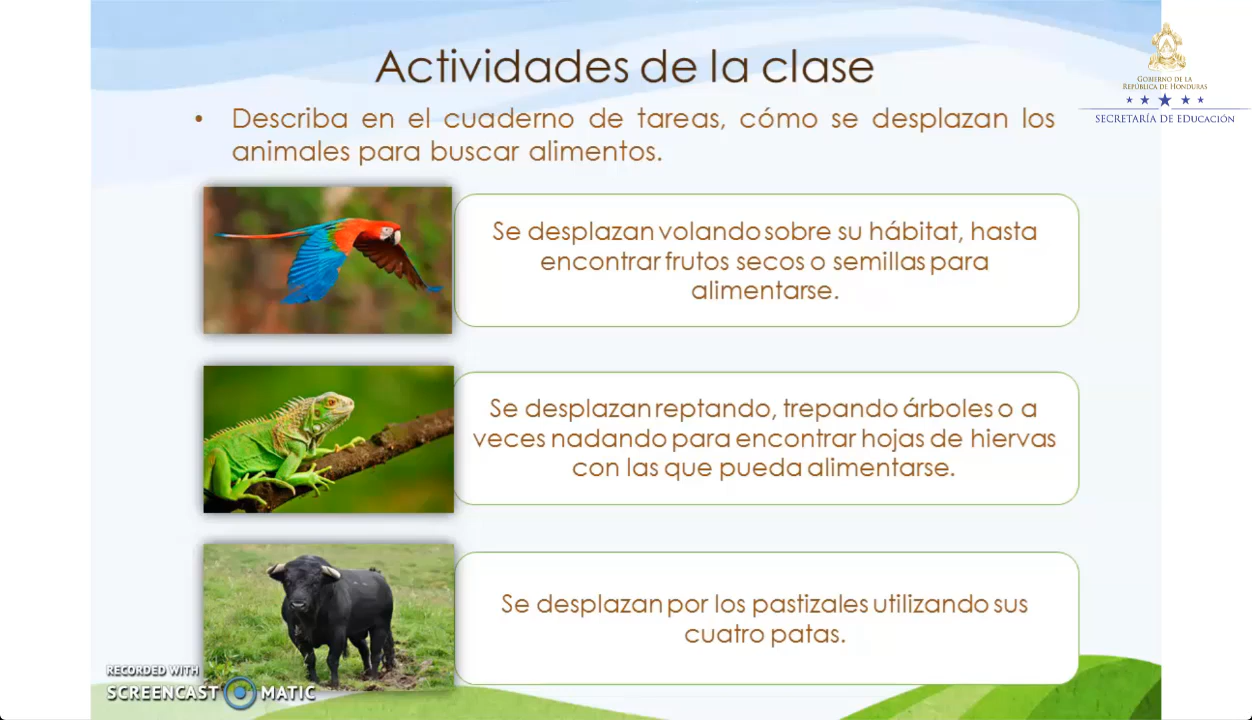 Actividades de la clase
GOBIERNO DE LA
REPÚBLICA DE HONDURAS
SECRETARÍA DE EDUCACIÓN
• Describa en el cuaderno de tareas, cómo se desplazan los
animales para buscar alimentos.
Se desplazan volando sobre su hábitat, hasta
encontrar frutos secos o semillas para
alimentarse.
Se desplazan reptando, trepando árboles o a
veces nadando para encontrar hojas de hiervas
con las que pueda alimentarse.
Se desplazan por los pastizales utilizando sus
cuatro patas.
RECORDED WITH
SCREENCAST MATIC